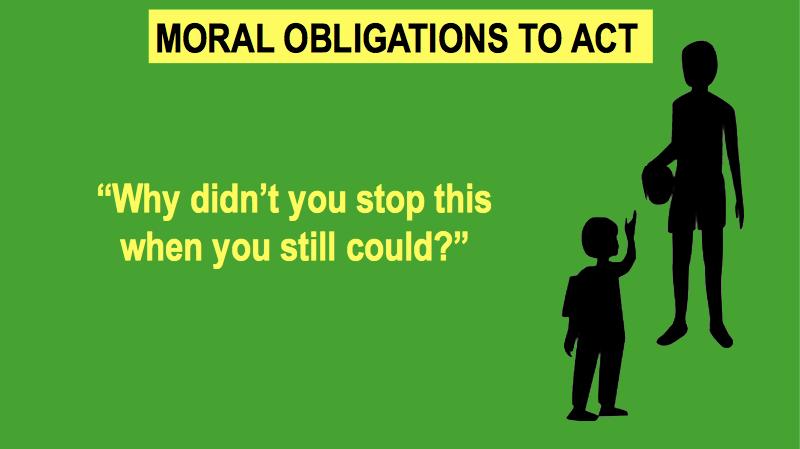 MORAL OBLIGATIONS TO ACT
“Why didn’t you stop this
when you still could?”